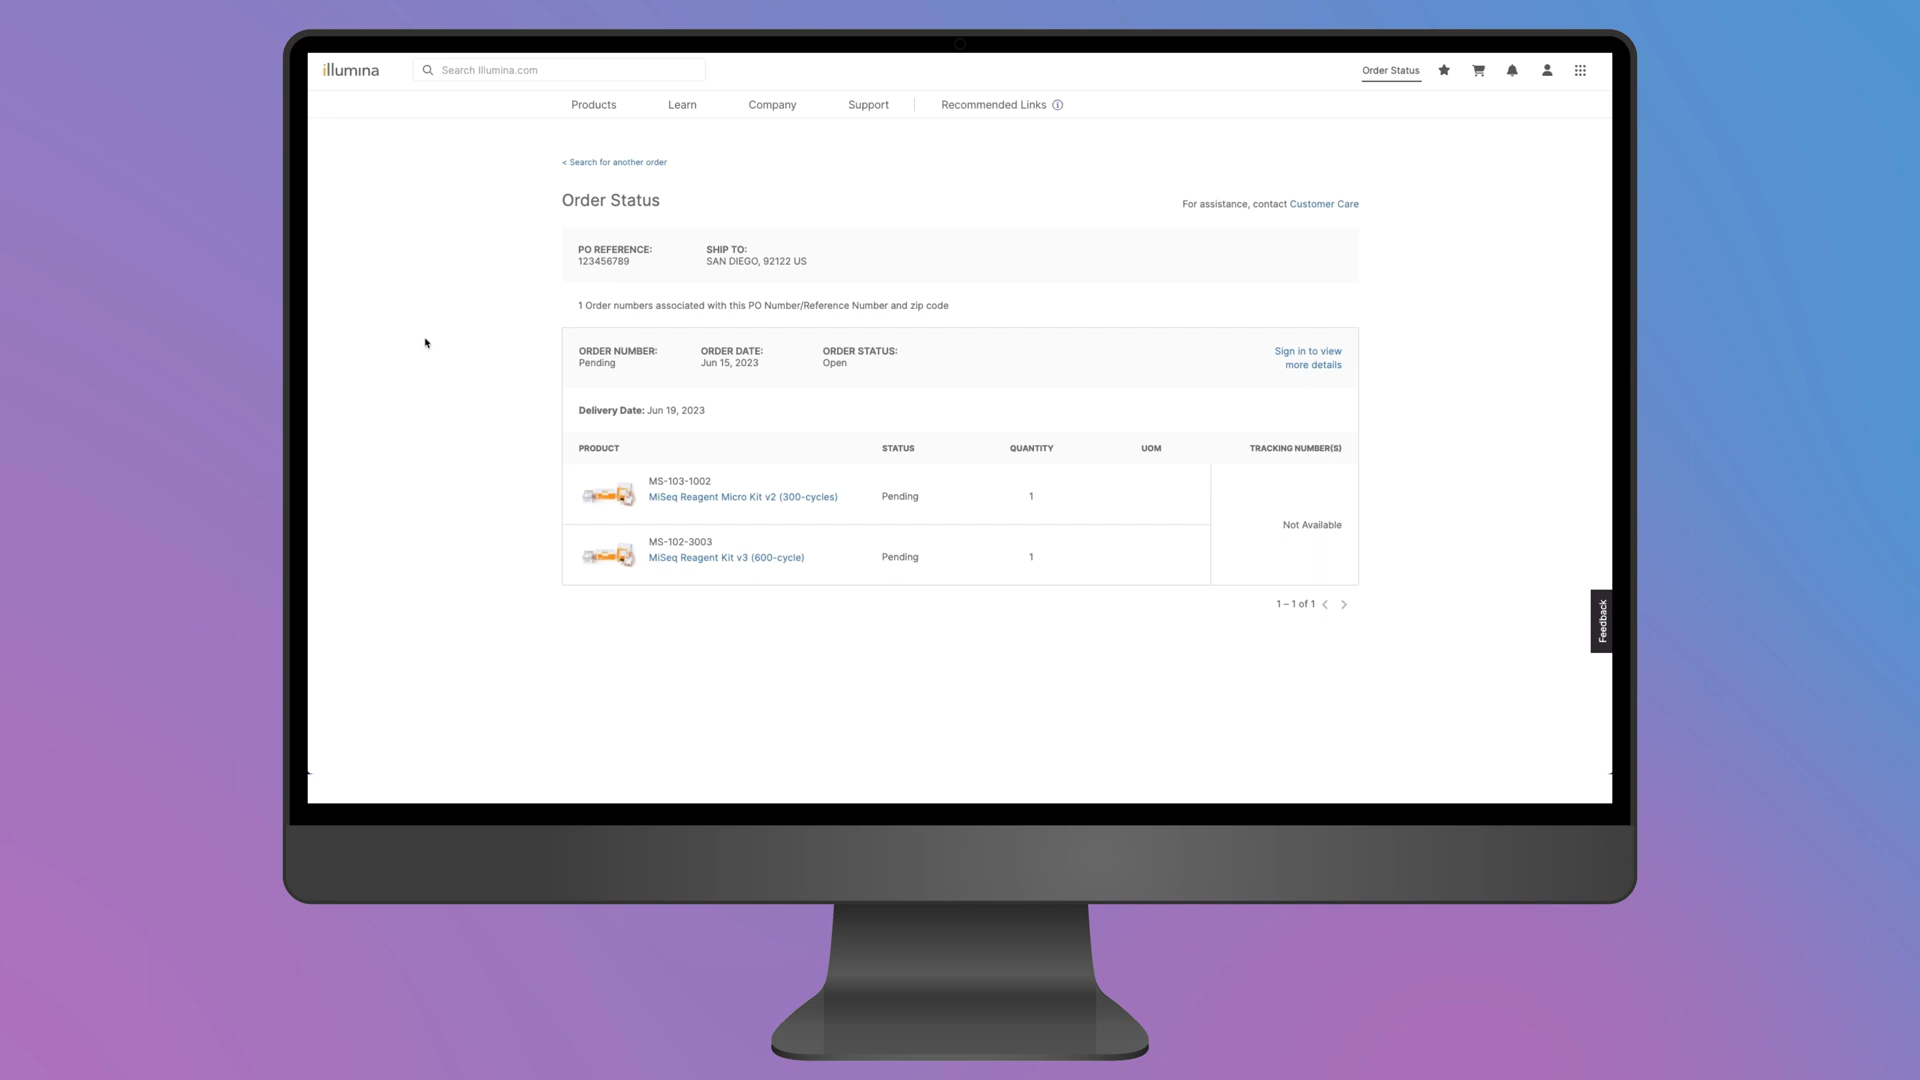 illumina
Search Illumina.com
Order Status
Products
Learn
Company
Support
Recommended Links
< Search for another order
Order Status
For assistance, contact Customer Care
PO REFERENCE:
123456789
SHIP TO:
SAN DIEGO, 92122 US
1 Order numbers associated with this PO Number/Reference Number and zip code
ORDER NUMBER:
Pending
ORDER DATE:
Jun 15, 2023
ORDER STATUS:
Open
Sign in to view
more details
Delivery Date: Jun 19, 2023
PRODUCT
STATUS
QUANTITY
UOM
TRACKING NUMBER(S)
MS-103-1002
MiSeq Reagent Micro Kit v2 (300-cycles)
Pending
1
Not Available
MS-102-3003
MiSeq Reagent Kit v3 (600-cycle)
Pending
1
1 – 1 of 1
Feedback